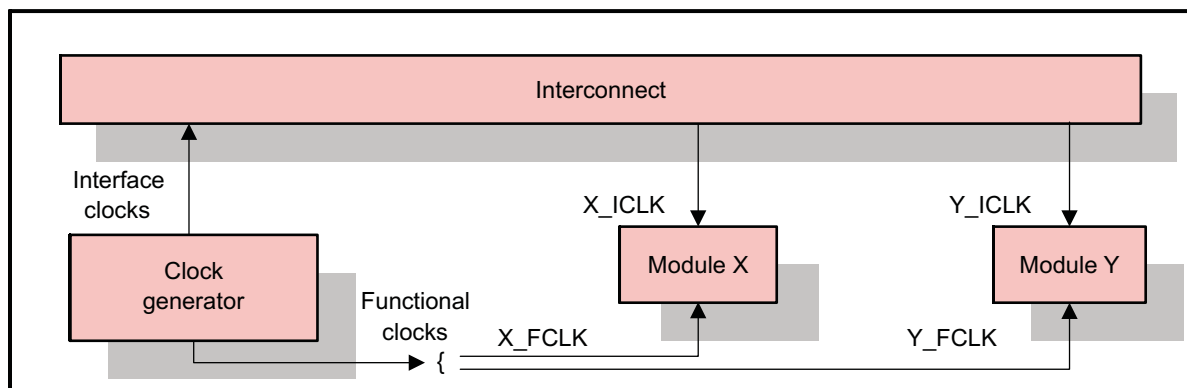 Interconnect
Interface
clocks
X_ICLK
Y_ICLK
Clock
generator
Module X
Module Y
Functional
clocks
{
X_FCLK
Y_FCLK